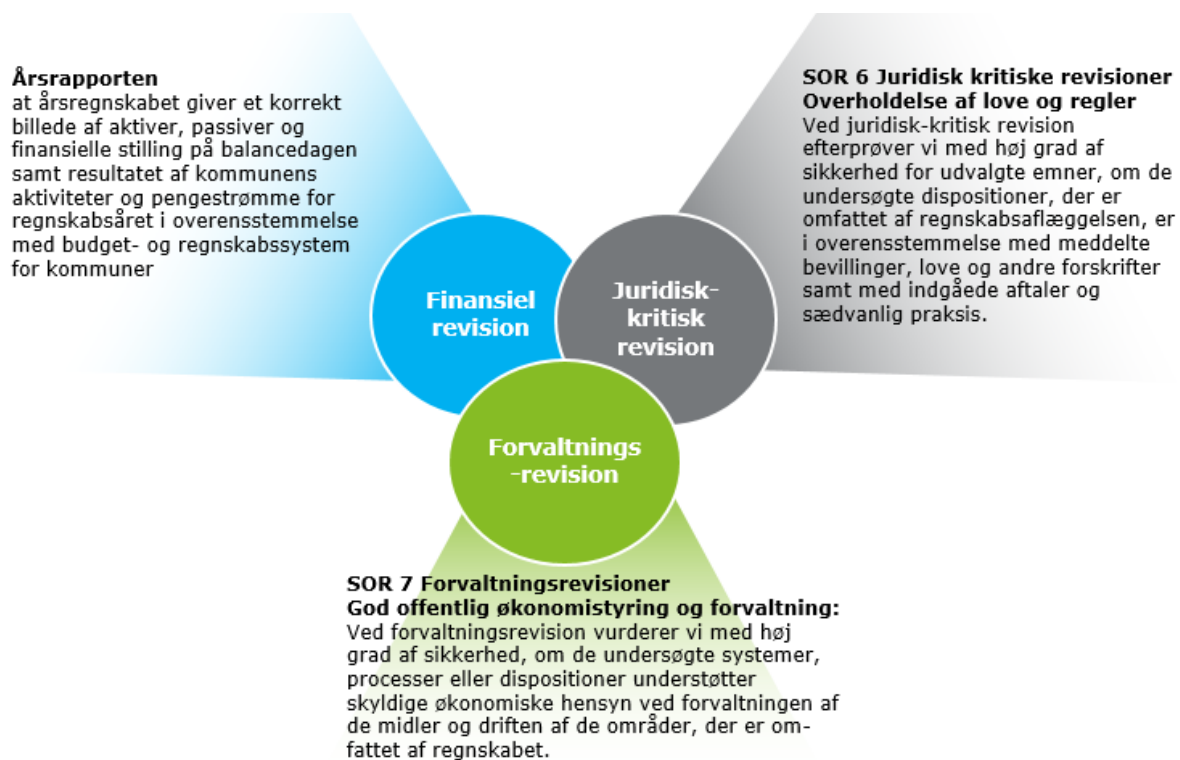 Årsrapporten
at årsregnskabet giver et korrekt
billede af aktiver, passiver og
finansielle stilling på balancedagen
samt resultatet af kommunens
aktiviteter og pengestrømme for
regnskabsåret i overensstemmelse
med budget- og regnskabssystem
for kommuner
SOR 6 Juridisk kritiske revisioner
Overholdelse af love og regler
Ved juridisk-kritisk revision
efterprøver vi med høj grad af
sikkerhed for udvalgte emner, om de
undersøgte dispositioner, der er
omfattet af regnskabsaflæggelsen, er
i overensstemmelse med meddelte
bevillinger, love og andre forskrifter
samt med indgåede aftaler og
sædvanlig praksis.
Finansiel
revision
Juridisk-
kritisk
revision
Forvaltnings
-revision
SOR 7 Forvaltningsrevisioner
God offentlig økonomistyring og forvaltning:
Ved forvaltningsrevision vurderer vi med høj
grad af sikkerhed, om de undersøgte systemer,
processer eller dispositioner understøtter
skyldige økonomiske hensyn ved forvaltningen af
de midler og driften af de områder, der er om-
fattet af regnskabet.